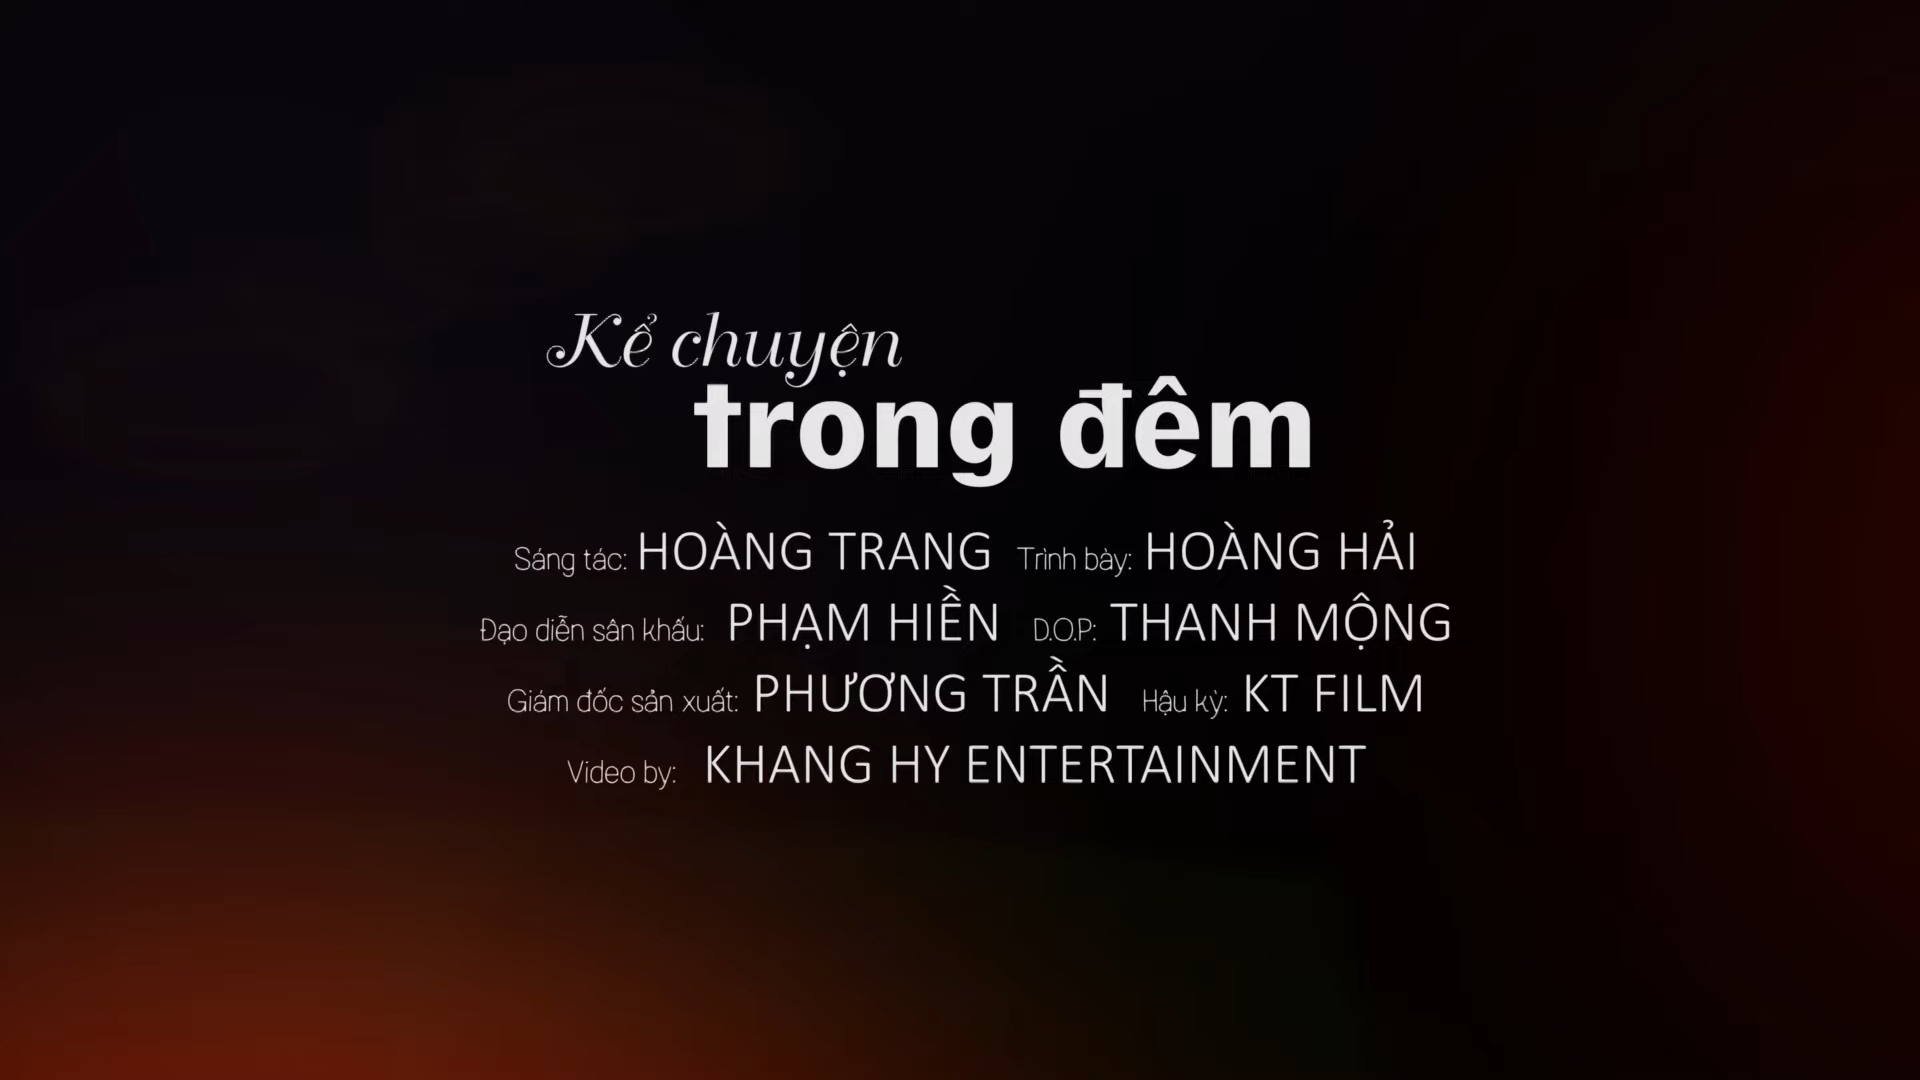 Kể chuyện
trong đêm
Sáng tác: HOÀNG TRANG Trình bày: HOÀNG HẢI
Đạo diễn sân khấu: PHẠM HIỀN D.O.P: THANH MỘNG
Giám đốc sản xuất: PHƯƠNG TRẦN Hậu kỳ: KT FILM
Video by: KHANG HY ENTERTAINMENT